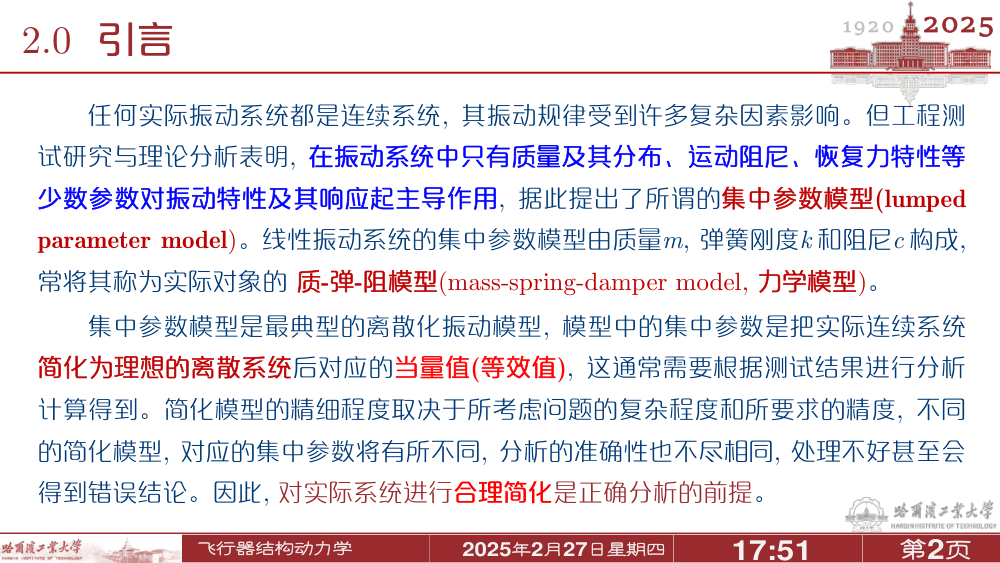 2.0 引言
1920 2025
任何实际振动系统都是连续系统, 其振动规律受到许多复杂因素影响。但工程测
试研究与理论分析表明, 在振动系统中只有质量及其分布、运动阻尼、恢复力特性等
少数参数对振动特性及其响应起主导作用, 据此提出了所谓的集中参数模型(lumped
parameter model)。线性振动系统的集中参数模型由质量m, 弹簧刚度k和阻尼c构成,
常将其称为实际对象的 质-弹-阻模型(mass-spring-damper model, 力学模型)。
集中参数模型是最典型的离散化振动模型, 模型中的集中参数是把实际连续系统
简化为理想的离散系统后对应的当量值(等效值), 这通常需要根据测试结果进行分析
计算得到。简化模型的精细程度取决于所考虑问题的复杂程度和所要求的精度, 不同
的简化模型, 对应的集中参数将有所不同, 分析的准确性也不尽相同, 处理不好甚至会
得到错误结论。因此, 对实际系统进行合理简化是正确分析的前提。
哈尔滨工业大学
HARBIN INSTITUTE OF TECHNOLOGY
哈尔滨工业大学
HARBIN INSTITUTE OF TECHNOLOGY
飞行器结构动力学
2025年2月27日星期四
17:51
第2页